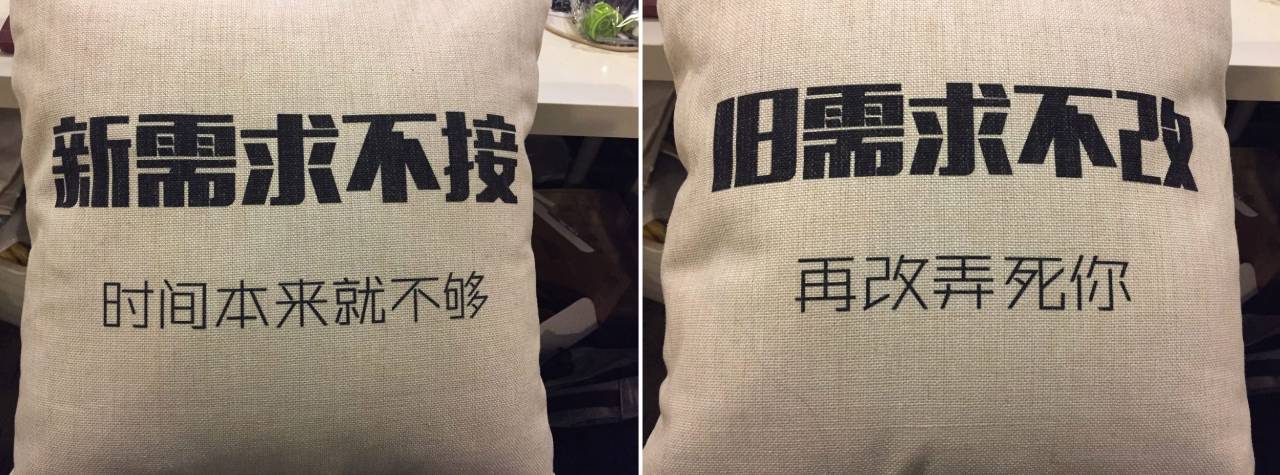 新需求不接
时间本来就不够
旧需求不改
再改弄死你